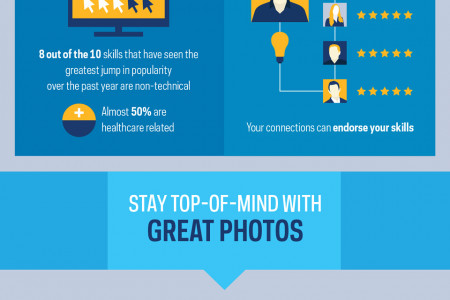 8 out of the 10 skills that have seen the
greatest jump in popularity
over the past year are non-technical
Almost 50% are
healthcare related
Your connections can endorse your skills
STAY TOP-OF-MIND WITH
GREAT PHOTOS